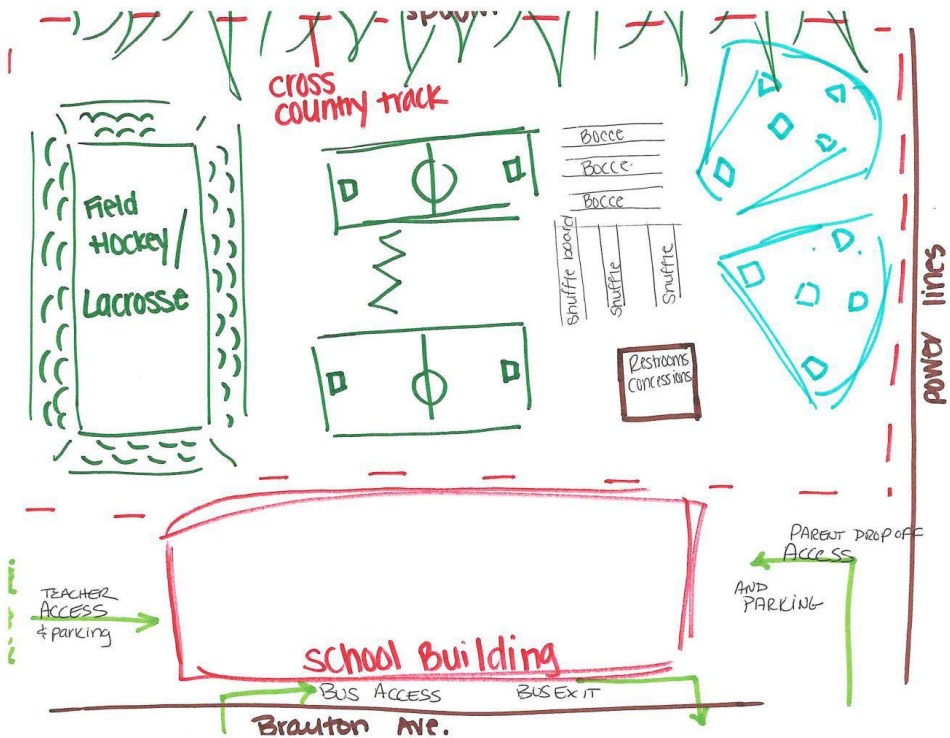 cross
country track
Bocce
Bocce
Bocce
Field
Hockey/
Lacrosse
shuffle board
shuffle
shuffle
Restrooms
concessions
power lines
PARENT DROP OFF
Access
AND
PARKING
TEACHER
ACCESS
& parking
School Building
BUS ACCESS
BUS EXIT
Brayton Ave.